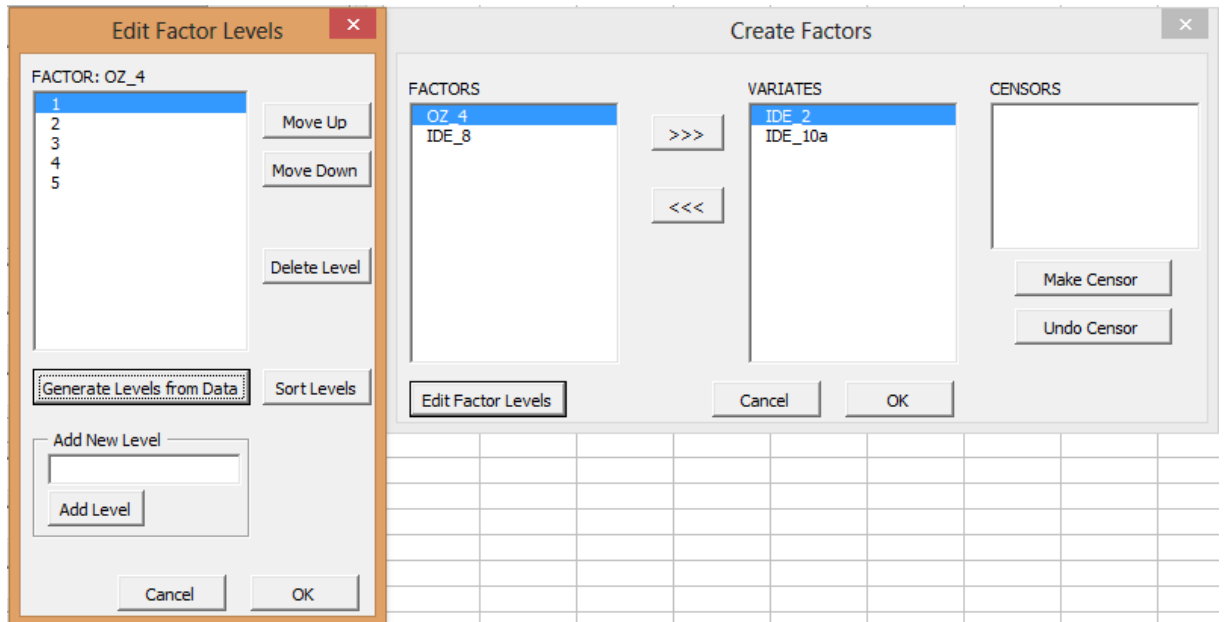 Edit Factor Levels
FACTOR: OZ_4
1
2
3
4
5
Move Up
Move Down
Delete Level
Generate Levels from Data
Sort Levels
Add New Level
Add Level
Cancel
OK
Create Factors
FACTORS
OZ_4
IDE_8
>>>
<<<
VARIATES
IDE_2
IDE_10a
CENSORS
Make Censor
Undo Censor
Edit Factor Levels
Cancel
OK